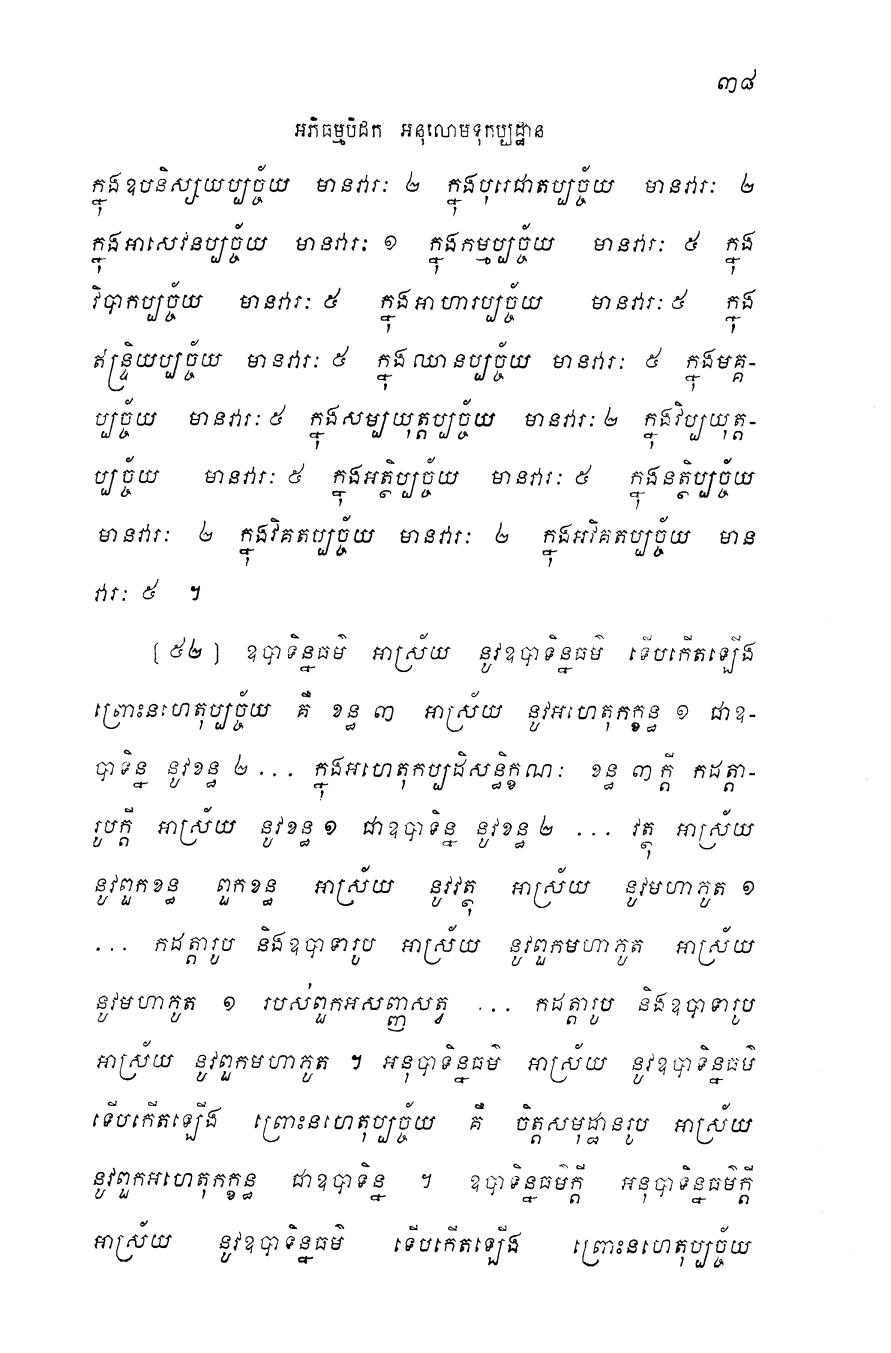 ៣៨
អភិធម្មបិដក អនុលោមទុកប្បដ្ឋាន
ក្នុងឧបនិស្សយប្បច្ច័យ មានវារៈ ២ ក្នុងបុរេជាតប្បច្ច័យ មានវារៈ ២
ក្នុងអាសេវនប្បច្ច័យ មានវារៈ ១ ក្នុងកម្មប្បច្ច័យ មានវារៈ ៥ ក្នុង
វិបាកប្បច្ច័យ មានវារៈ ៥ ក្នុងអាហារប្បច្ច័យ មានវារៈ ៥ ក្នុង
ឥន្ទ្រិយប្បច្ច័យ មានវារៈ ៥ ក្នុងឈានប្បច្ច័យ មានវារៈ ៥ ក្នុងមគ្គ-
ប្បច្ច័យ មានវារៈ ៥ ក្នុងសម្បយុត្តប្បច្ច័យ មានវារៈ ២ ក្នុងវិប្បយុត្ត-
ប្បច្ច័យ មានវារៈ ៥ ក្នុងអត្ថិប្បច្ច័យ មានវារៈ ៥ ក្នុងនត្ថិប្បច្ច័យ
មានវារៈ ២ ក្នុងវិគតប្បច្ច័យ មានវារៈ ២ ក្នុងអវិគតប្បច្ច័យ មាន
វារៈ ៥ ។
[៥២] ឧបាទិន្នធម៌ អាស្រ័យ នូវឧបាទិន្នធម៌ ទើបកើតឡើង
ព្រោះនហេតុប្បច្ច័យ គឺ ខន្ធ ៣ អាស្រ័យ នូវអហេតុកក្ខន្ធ ១ ជាឧ-
បាទិន្ន នូវខន្ធ ២ ... ក្នុងអហេតុកប្បដិសន្ធិក្ខណៈ ខន្ធ ៣ ក្តី កដត្តា-
រូបក្តី អាស្រ័យ នូវខន្ធ ១ ជាឧបាទិន្ន នូវខន្ធ ២ ... វត្ថុ អាស្រ័យ
នូវពួកខន្ធ ពួកខន្ធ អាស្រ័យ នូវវត្ថុ អាស្រ័យ នូវមហាភូត ១
... កដត្តារូប និងឧបាទារូប អាស្រ័យ នូវពួកមហាភូត អាស្រ័យ
នូវមហាភូត ១ របស់ពួកអសញ្ញសត្វ ... កដត្តារូប និងឧបាទារូប
អាស្រ័យ នូវពួកមហាភូត ។ អនុបាទិន្នធម៌ អាស្រ័យ នូវឧបាទិន្នធម៌
ទើបកើតឡើង ព្រោះនហេតុប្បច្ច័យ គឺ ចិត្តសមុដ្ឋានរូប អាស្រ័យ
នូវពួកអហេតុកក្ខន្ធ ជាឧបាទិន្ន ។ ឧបាទិន្នធម៌ក្តី អនុបាទិន្នធម៌ក្តី
អាស្រ័យ នូវឧបាទិន្នធម៌ ទើបកើតឡើង ព្រោះនហេតុប្បច្ច័យ